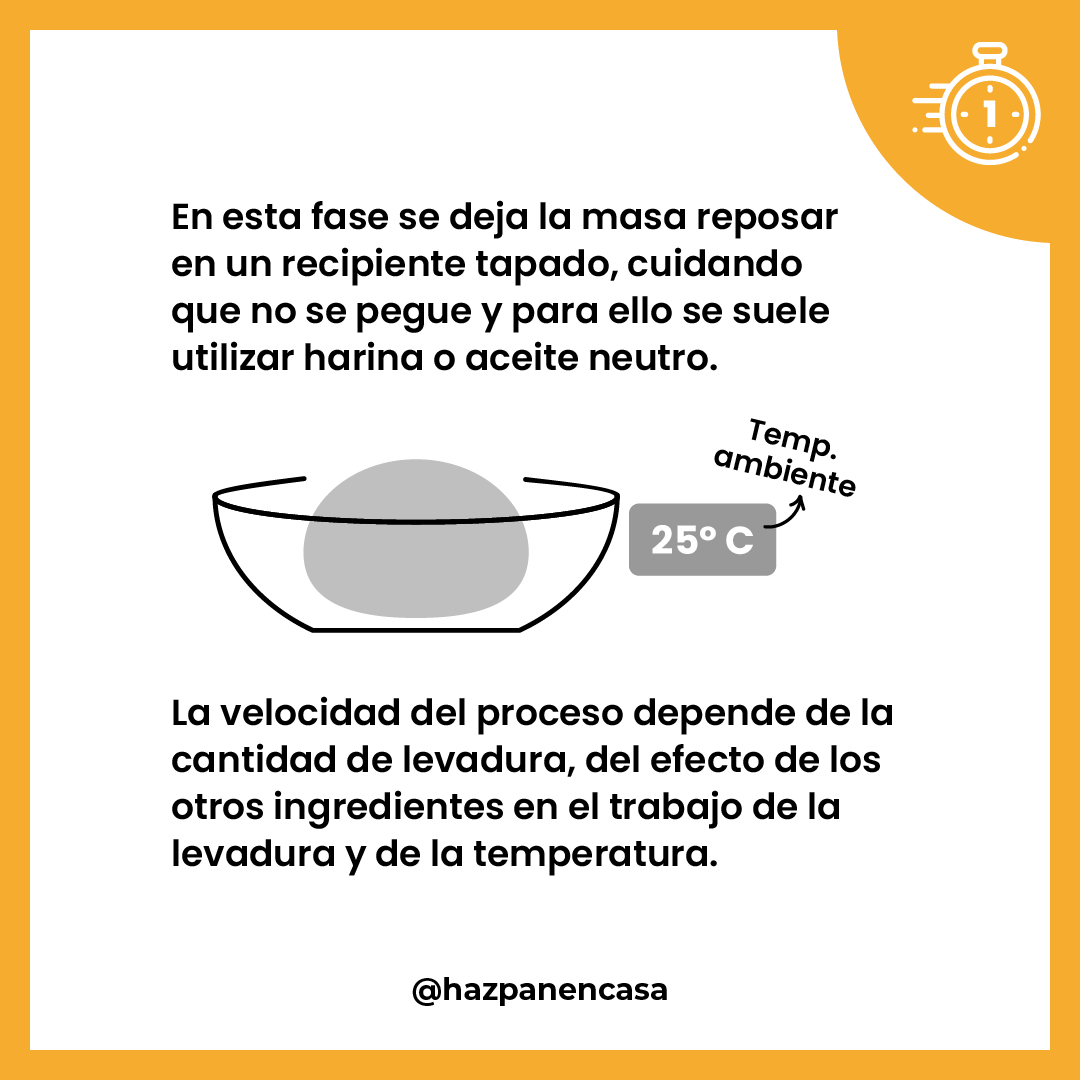 1
En esta fase se deja la masa reposar
en un recipiente tapado, cuidando
que no se pegue y para ello se suele
utilizar harina o aceite neutro.
Temp.
ambiente
25º C
La velocidad del proceso depende de la
cantidad de levadura, del efecto de los
otros ingredientes en el trabajo de la
levadura y de la temperatura.
@hazpanencasa